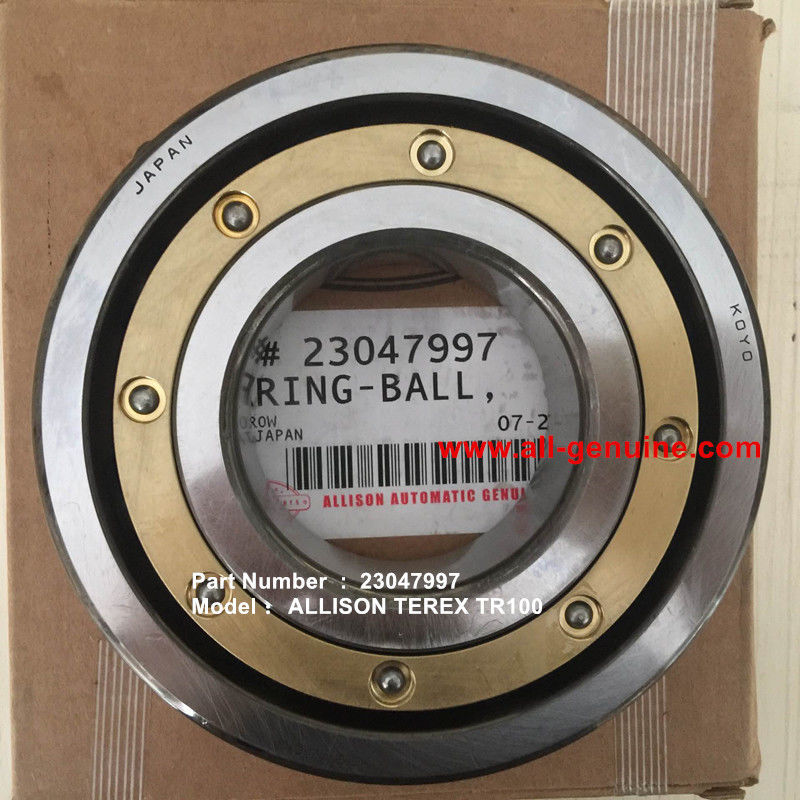 JAPAN
KOYO
# 23047997
RING-BALL,
OROW
JAPAN
07-2
www.all-genuine.com
ALLISON AUTOMATIC GENU
Part Number : 23047997
Model : ALLISON TEREX TR100